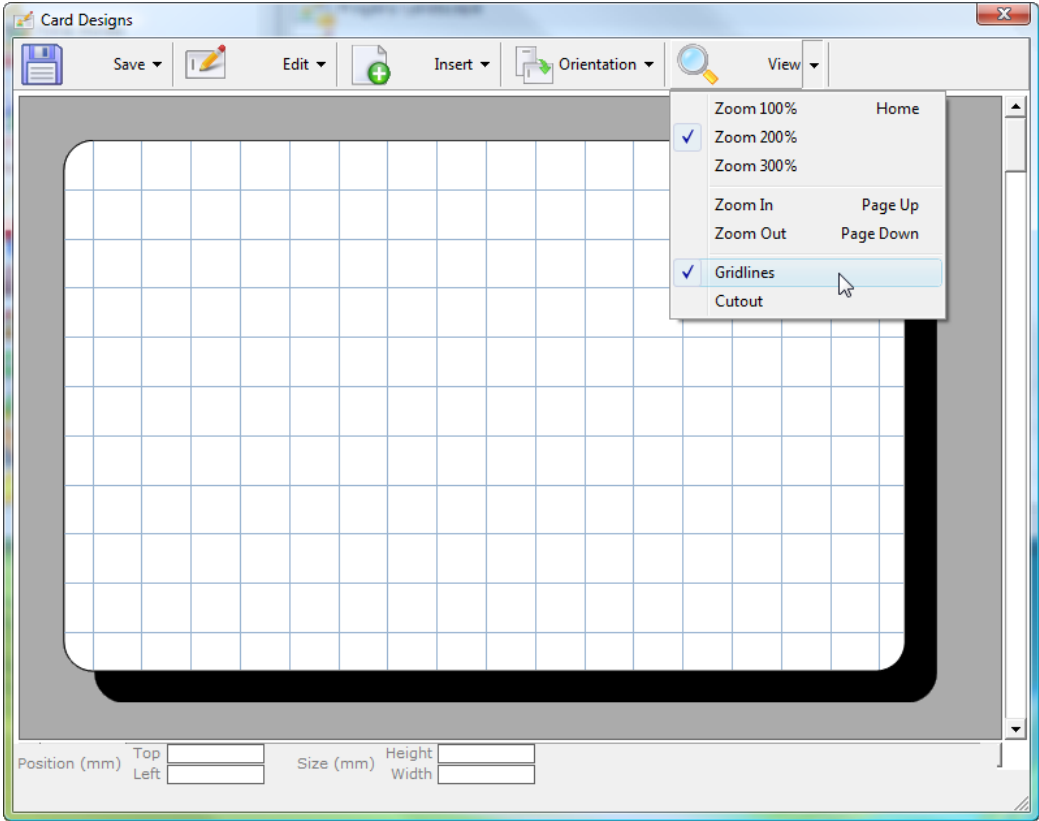 Card Designs
Save Edit Insert Orientation View
Zoom 100% Home
Zoom 200%
Zoom 300%
Zoom In Page Up
Zoom Out Page Down
Gridlines
Cutout
Position (mm) Top Left Size (mm) Height Width